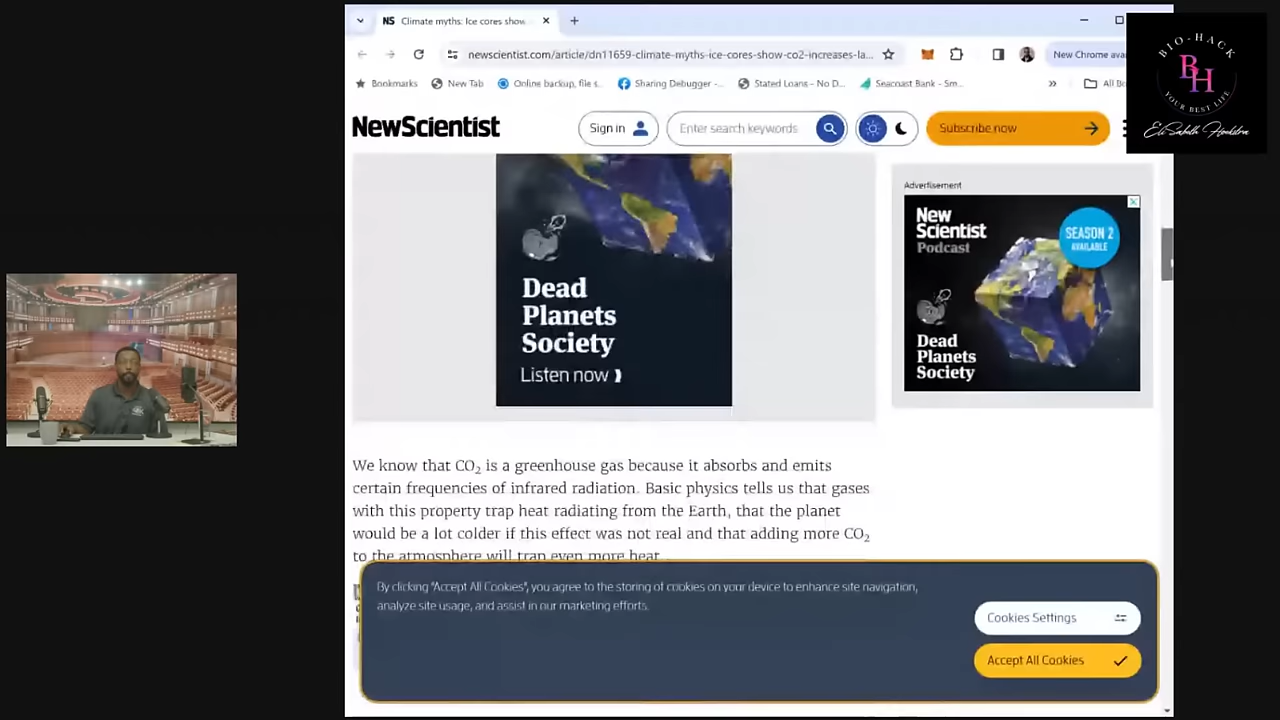 NS Climate myths: Ice cores show
newscientist.com/article/dn11659-climate-myths-ice-cores-show-co2-increases-la...
New Chrome avai
Bookmarks
New Tab
Online backup, file s...
Sharing Debugger -...
Stated Loans - No D...
Seacoast Bank - Sm...
»
All Bo
BIO-HACK
BH
YOUR BEST LIFE
NewScientist
Sign in
Enter search keywords
Subscribe now
Dead
Planets
Society
Listen now
Advertisement
New
Scientist
Podcast
SEASON 2
AVAILABLE
Dead
Planets
Society
We know that CO₂ is a greenhouse gas because it absorbs and emits
certain frequencies of infrared radiation. Basic physics tells us that gases
with this property trap heat radiating from the Earth, that the planet
would be a lot colder if this effect was not real and that adding more CO₂
to the atmosphere will trap even more heat.
By clicking "Accept All Cookies", you agree to the storing of cookies on your device to enhance site navigation,
analyze site usage, and assist in our marketing efforts.
Cookies Settings
Accept All Cookies